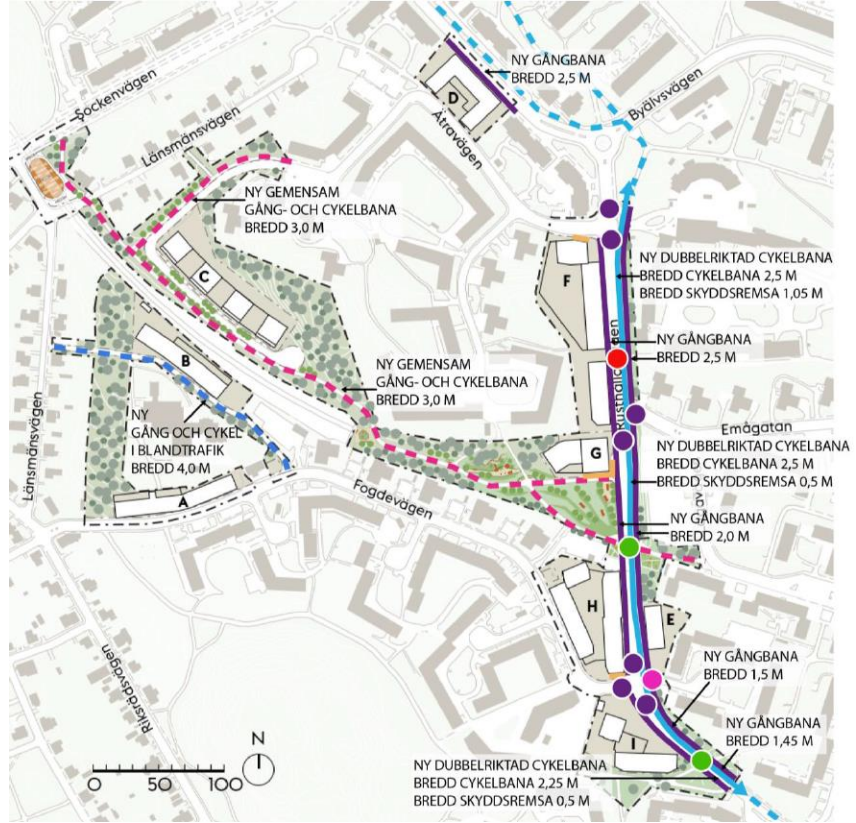 NY GÅNGBANA
BREDD 2,5 M
Sockenvägen
Länsmänsvägen
D
Ätravägen
Byälvsvägen
NY GEMENSAM
GÅNG- OCH CYKELBANA
BREDD 3,0 M
C
F
NY DUBBELRIKTAD CYKELBANA
BREDD CYKELBANA 2,5 M
BREDD SKYDDSREMSA 1,05 M
NY GÅNGBANA
BREDD 2,5 M
B
NY GEMENSAM
GÅNG- OCH CYKELBANA
BREDD 3,0 M
Länsmänsvägen
NY
GÅNG OCH CYKEL
I BLANDTRAFIK
BREDD 4,0 M
Emågatan
G
NY DUBBELRIKTAD CYKELBANA
BREDD CYKELBANA 2,5 M
BREDD SKYDDSREMSA 0,5 M
A
Fogdevägen
NY GÅNGBANA
BREDD 2,0 M
H
E
Riksrådsvägen
NY GÅNGBANA
BREDD 1,5 M
N
I
NY GÅNGBANA
BREDD 1,45 M
0 50 100
NY DUBBELRIKTAD CYKELBANA
BREDD CYKELBANA 2,25 M
BREDD SKYDDSREMSA 0,5 M